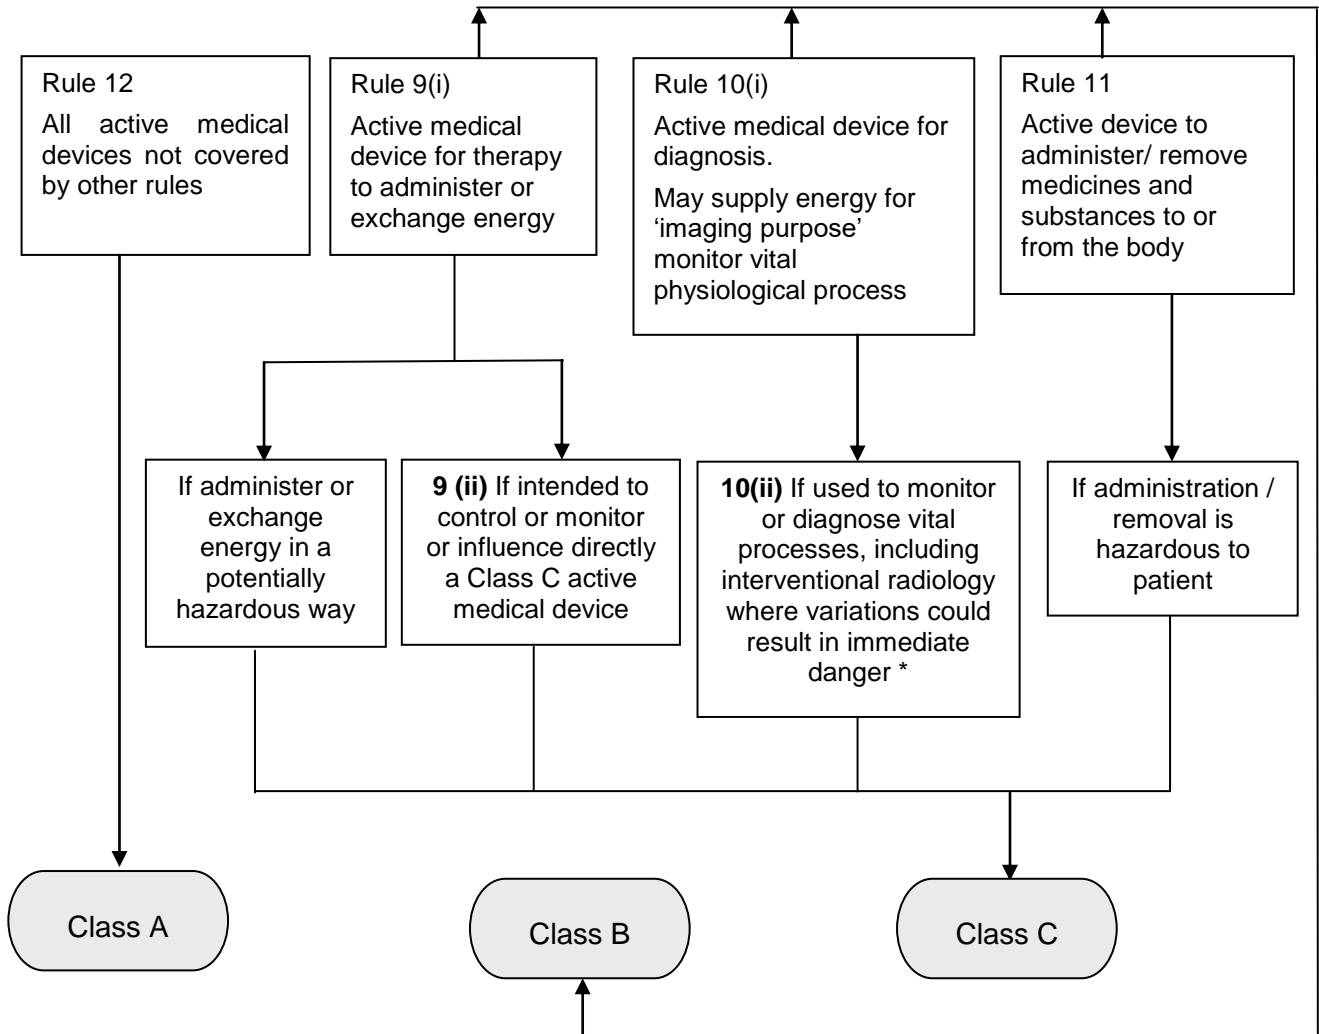 Rule 12
All active medical
devices not covered
by other rules
Rule 9(i)
Active medical
device for therapy
to administer or
exchange energy
Rule 10(i)
Active medical device for
diagnosis.
May supply energy for
‘imaging purpose’
monitor vital
physiological process
Rule 11
Active device to
administer/ remove
medicines and
substances to or
from the body
If administer or
exchange
energy in a
potentially
hazardous way
9 (ii) If intended to
control or monitor
or influence directly
a Class C active
medical device
10(ii) If used to monitor
or diagnose vital
processes, including
interventional radiology
where variations could
result in immediate
danger *
If administration /
removal is
hazardous to
patient
Class A
Class B
Class C